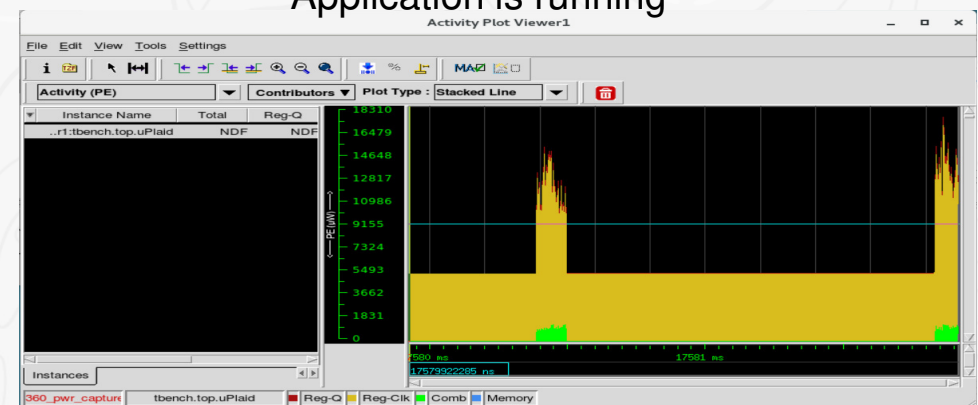 Application is running
Activity Plot Viewer1
File Edit View Tools Settings
MAZ
Activity (PE) Contributors Plot Type : Stacked Line
Instance Name Total Reg-Q
..r1:tbench.top.uPlaid NDF NDF
18310
16479
14648
12817
10986
9155
7324
5493
3662
1831
0
PE(uW)
7580 ms 17581 ms
17579922285 ns
Instances
360_pwr_capture tbench.top.uPlaid Reg-Q Reg-Clk Comb Memory